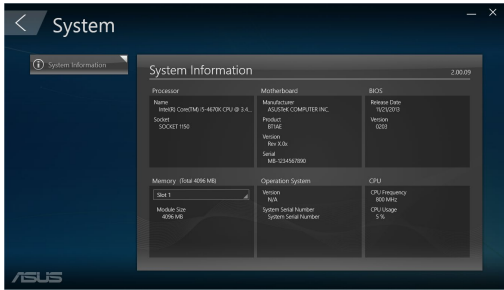 System
System Information
System Information
2.00.09
Processor
Name
Intel(R) Core(TM) i5-4670K CPU @ 3.4...
Socket
SOCKET 1150
Motherboard
Manufacturer
ASUSTeK COMPUTER INC.
Product
BT1AE
Version
Rev X.0x
Serial
MB-1234567890
BIOS
Release Date
11/21/2013
Version
0203
Memory (Total 4096 MB)
Slot 1
Module Size
4096 MB
Operation System
Version
N/A
System Serial Number
System Serial Number
CPU
CPU Frequency
800 MHz
CPU Usage
5 %
ASUS